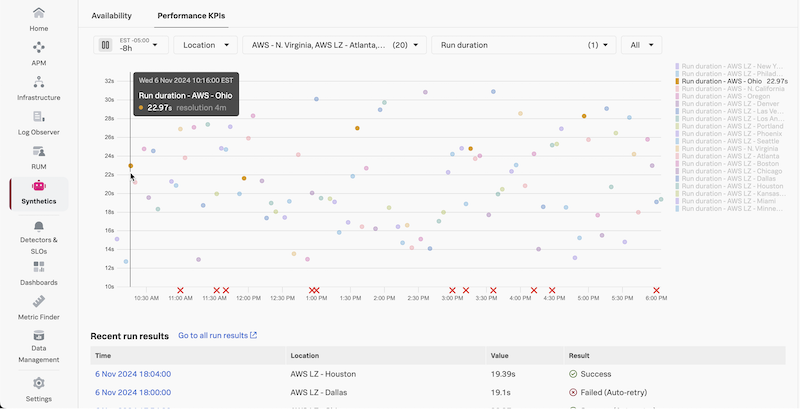 Home
APM
Infrastructure
Log Observer
RUM
Synthetics
Detectors &
SLOs
Dashboards
Metric Finder
Data
Management
Settings
Availability
Performance KPIs
EST -05:00
-8h
Location
AWS - N. Virginia, AWS LZ - Atlanta,... (20)
Run duration (1)
All
32s
28s
26s
24s
22s
20s
18s
16s
14s
12s
10s
Wed 6 Nov 2024 10:16:00 EST
Run duration - AWS - Ohio
22.97s resolution 4m
10:30 AM
11:00 AM
11:30 AM
12:00 PM
12:30 PM
1:00 PM
1:30 PM
2:00 PM
2:30 PM
3:00 PM
3:30 PM
4:00 PM
4:30 PM
5:00 PM
5:30 PM
6:00 PM
Run duration - AWS LZ - New Y...
Run duration - AWS LZ - Philad...
Run duration - AWS - Ohio 22.97s
Run duration - AWS - N. California
Run duration - AWS - Oregon
Run duration - AWS LZ - Denver
Run duration - AWS LZ - Las Ve...
Run duration - AWS LZ - Los An...
Run duration - AWS LZ - Portland
Run duration - AWS LZ - Phoenix
Run duration - AWS LZ - Seattle
Run duration - AWS - N. Virginia
Run duration - AWS LZ - Atlanta
Run duration - AWS LZ - Boston
Run duration - AWS LZ - Chicago
Run duration - AWS LZ - Dallas
Run duration - AWS LZ - Houston
Run duration - AWS LZ - Kansas...
Run duration - AWS LZ - Miami
Run duration - AWS LZ - Minne...
Recent run results
Go to all run results
Time Location Value Result
6 Nov 2024 18:04:00 AWS LZ - Houston 19.39s Success
6 Nov 2024 18:00:00 AWS LZ - Dallas 19.1s Failed (Auto-retry)